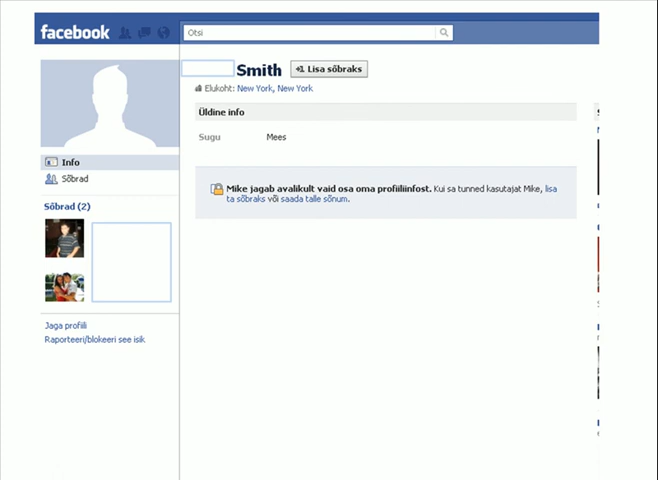 facebook
Otsi
Smith
+1 Lisa sõbraks
Elukoht: New York, New York
Üldine info
Sugu Mees
Info
Sõbrad
Mike jagab avalikult vaid osa oma profiiliinfost. Kui sa tunned kasutajat Mike, lisa
ta sõbraks või saada talle sõnum.
Sõbrad (2)
Jaga profiili
Raporteeri/blokeeri see isik